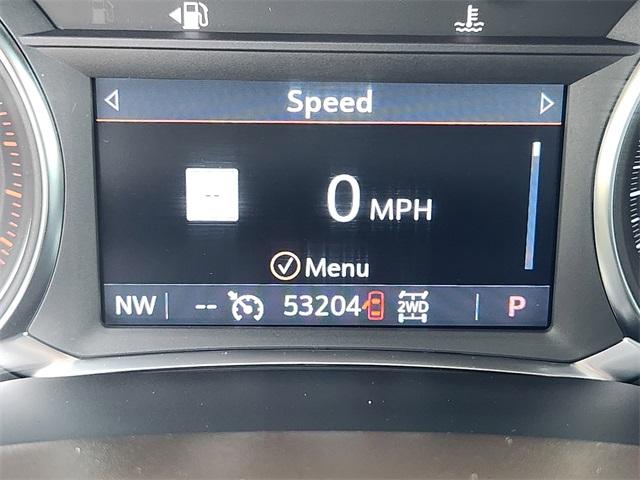 Speed
--
0 MPH
Menu
NW -- 53204 2WD P